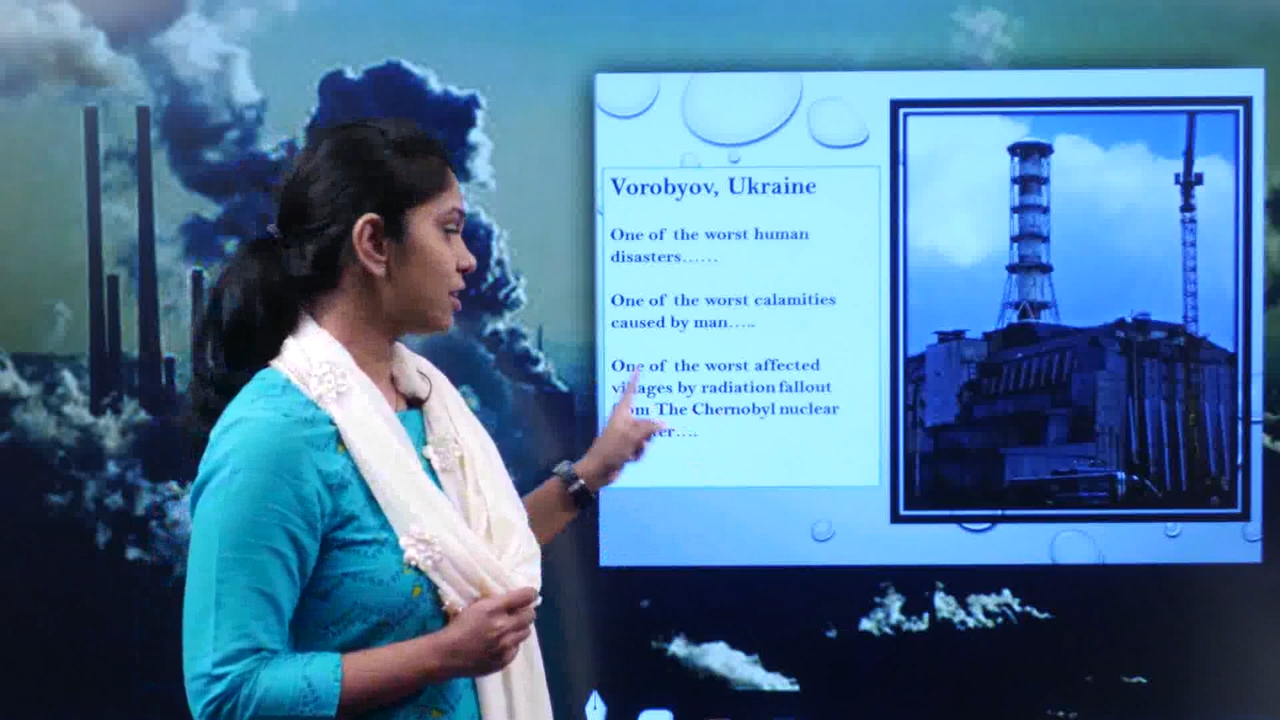 Vorobyov, Ukraine
One of the worst human
disasters……
One of the worst calamities
caused by man…..
One of the worst affected
villages by radiation fallout
from The Chernobyl nuclear